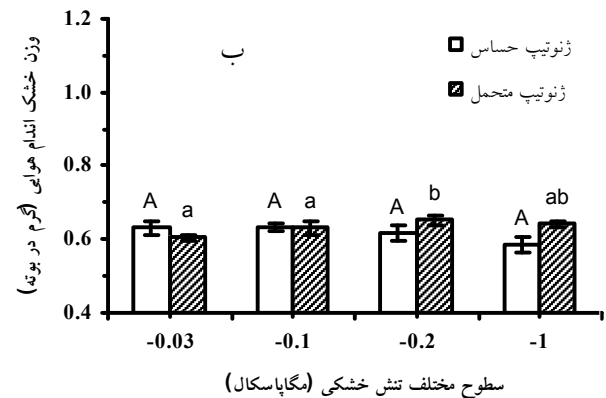 وزن خشک اندام هوایی (گرم در بوته)
1.2
1.0
0.8
0.6
0.4
ب
ژنوتیپ حساس
ژنوتیپ متحمل
A a A a A b A ab
-0.03 -0.1 -0.2 -1
سطوح مختلف تنش خشکی (مگاپاسکال)